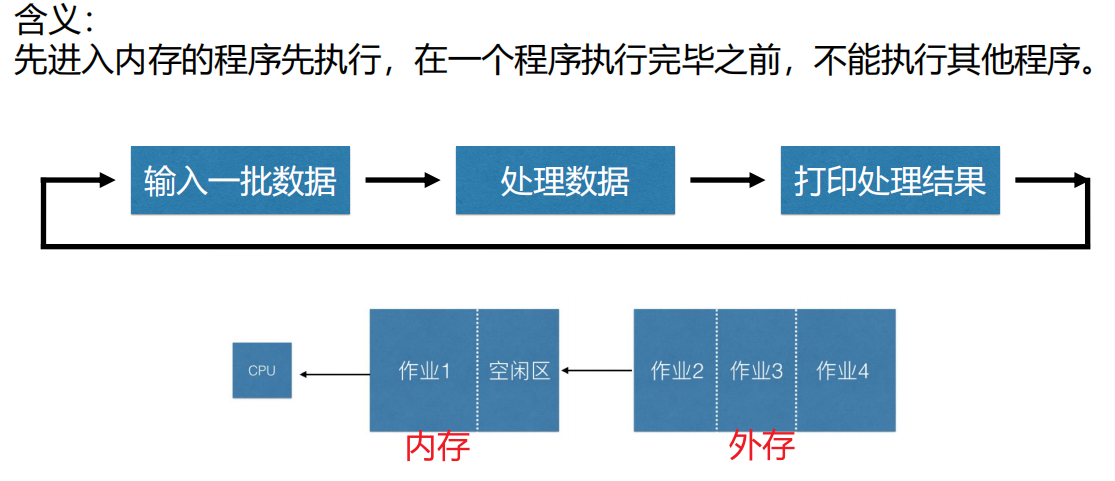 含义：
先进入内存的程序先执行，在一个程序执行完毕之前，不能执行其他程序。
输入一批数据
处理数据
打印处理结果
CPU
作业1
空闲区
作业2
作业3
作业4
内存
外存